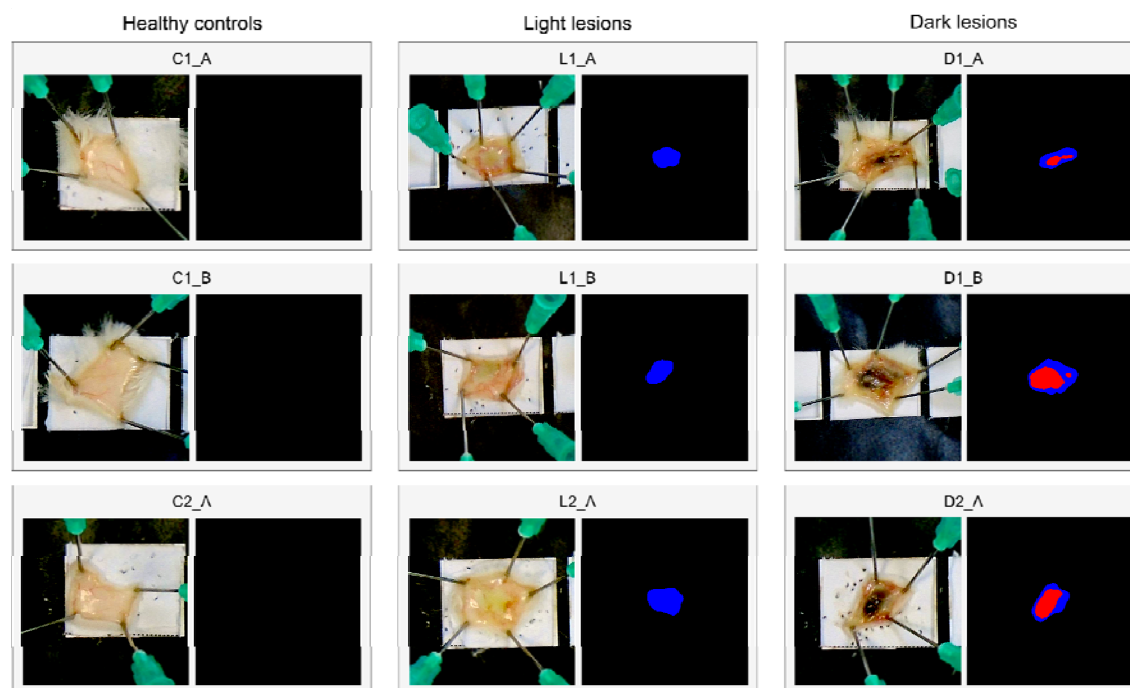 Healthy controls Light lesions Dark lesions
C1_A L1_A D1_A
C1_B L1_B D1_B
C2_A L2_A D2_A